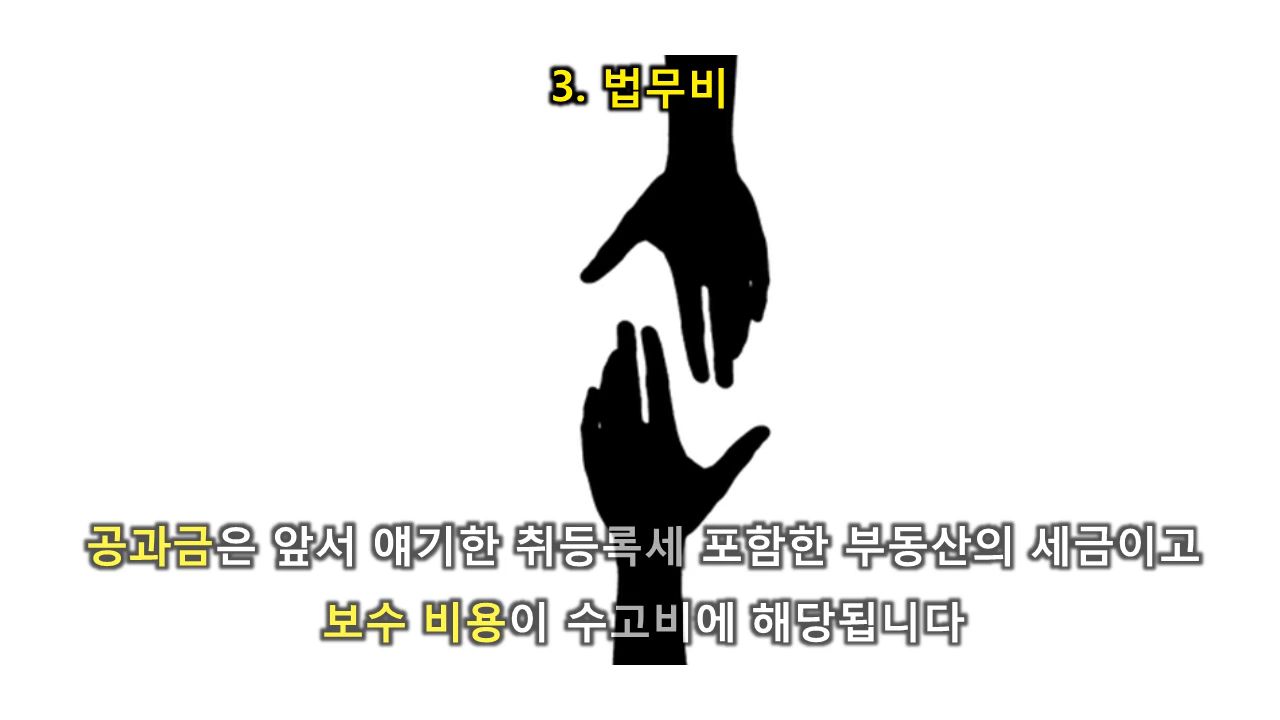 3. 법무비
공과금은 앞서 얘기한 취등록세 포함한 부동산의 세금이고
보수 비용이 수고비에 해당됩니다